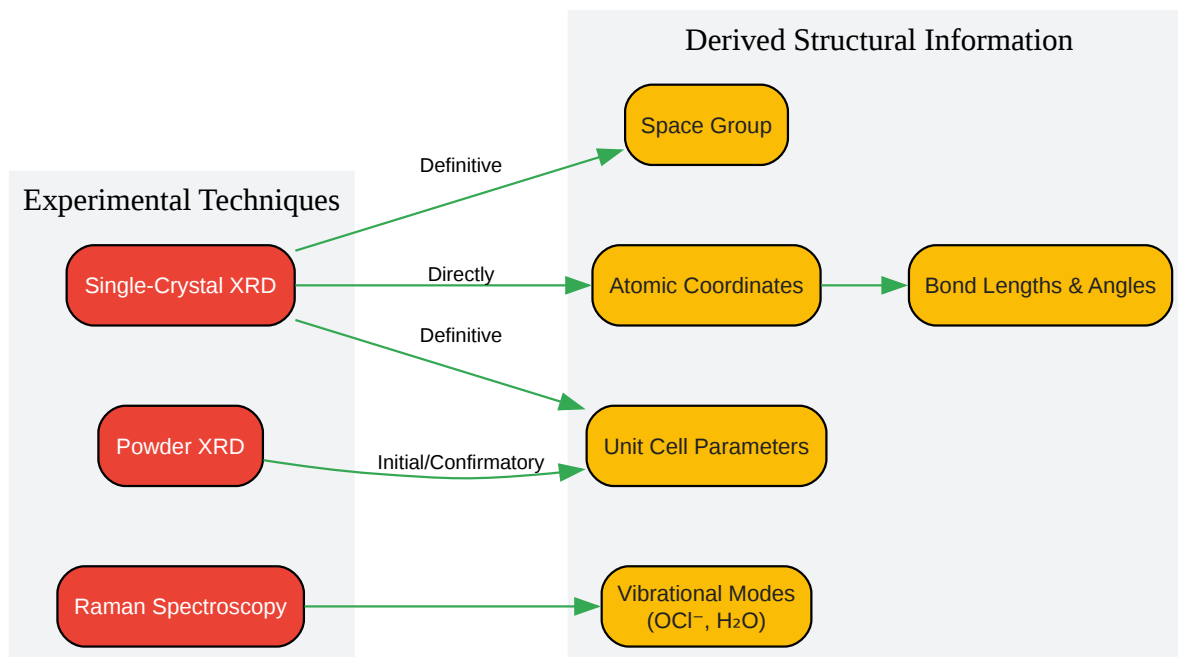 Derived Structural Information
Space Group
Definitive
Experimental Techniques
Single-Crystal XRD
Directly
Atomic Coordinates
Bond Lengths & Angles
Definitive
Powder XRD
Initial/Confirmatory
Unit Cell Parameters
Raman Spectroscopy
Vibrational Modes
(OCl⁻, H₂O)